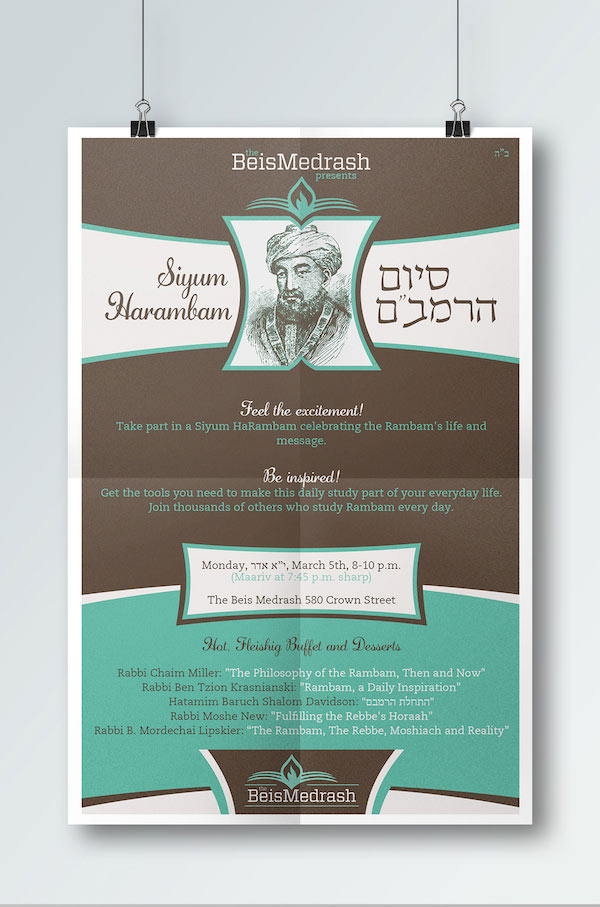 the
BeisMedrash
presents
ב"ה
Siyum
Harambam
סיום
הרמב"ם
Feel the excitement!
Take part in a Siyum HaRambam celebrating the Rambam's life and
message.
Be inspired!
Get the tools you need to make this daily study part of your everyday life.
Join thousands of others who study Rambam every day.
Monday, י"א אדר, March 5th, 8-10 p.m.
(Maariv at 7:45 p.m. sharp)
The Beis Medrash 580 Crown Street
Hot, Fleishig Buffet and Desserts
Rabbi Chaim Miller: "The Philosophy of the Rambam, Then and Now"
Rabbi Ben Tzion Krasnianski: "Rambam, a Daily Inspiration"
Hatamim Baruch Shalom Davidson: "התחלת הרמבם"
Rabbi Moshe New: "Fulfilling the Rebbe's Horaah"
Rabbi B. Mordechai Lipskier: "The Rambam, The Rebbe, Moshiach and Reality"
the
BeisMedrash